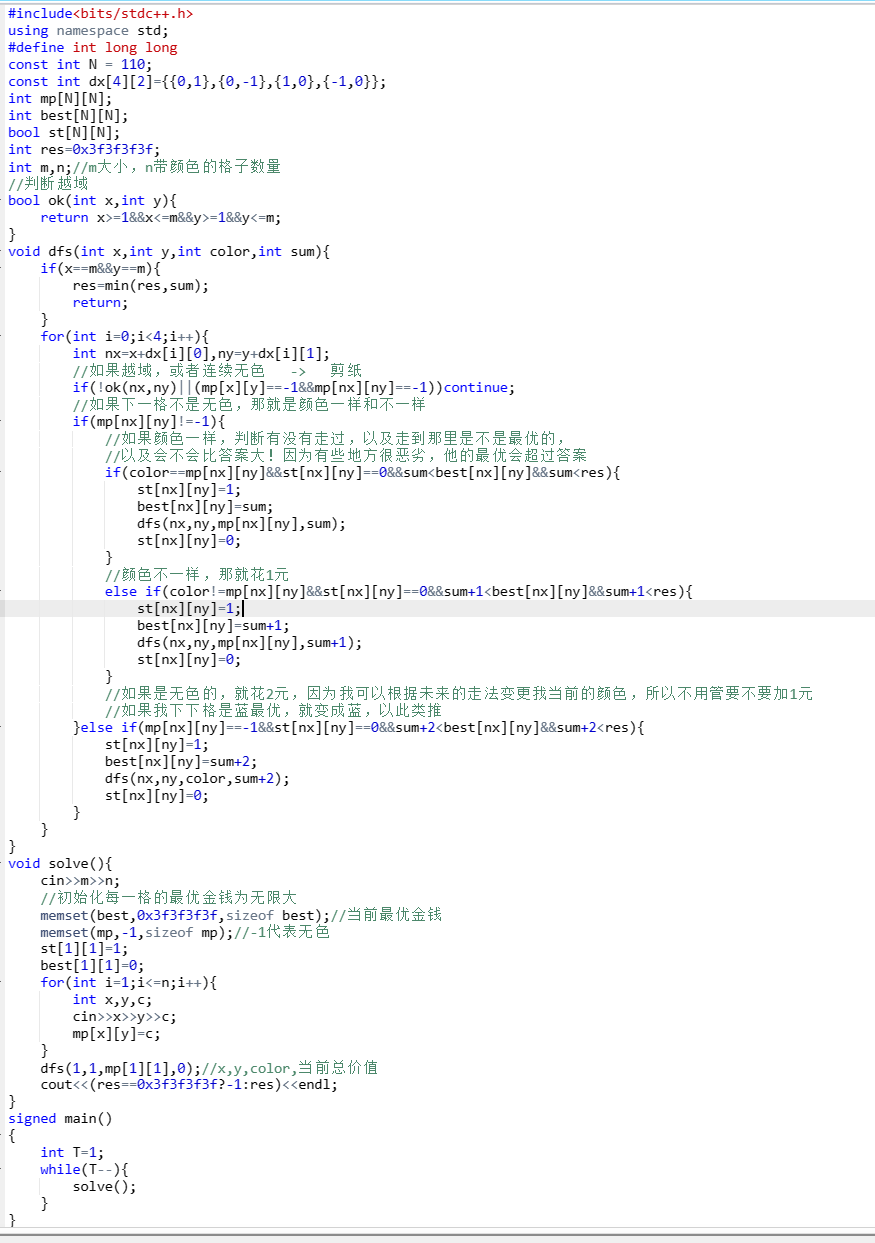 #include<bits/stdc++.h>
using namespace std;
#define int long long
const int N = 110;
const int dx[4][2]={{0,1},{0,-1},{1,0},{-1,0}};
int mp[N][N];
int best[N][N];
bool st[N][N];
int res=0x3f3f3f3f;
int m,n;//m大小，n带颜色的格子数量
//判断越域
bool ok(int x,int y){
    return x>=1&&x<=m&&y>=1&&y<=m;
}
void dfs(int x,int y,int color,int sum){
    if(x==m&&y==m){
        res=min(res,sum);
        return;
    }
    for(int i=0;i<4;i++){
        int nx=x+dx[i][0],ny=y+dx[i][1];
        //如果越域，或者连续无色   ->   剪纸
        if(!ok(nx,ny)||(mp[x][y]==-1&&mp[nx][ny]==-1))continue;
        //如果下一格不是无色，那就是颜色一样和不一样
        if(mp[nx][ny]!=-1){
            //如果颜色一样，判断有没有走过，以及走到那里是不是最优的，
            //以及会不会比答案大！因为有些地方很恶劣，他的最优会超过答案
            if(color==mp[nx][ny]&&st[nx][ny]==0&&sum<best[nx][ny]&&sum<res){
                st[nx][ny]=1;
                best[nx][ny]=sum;
                dfs(nx,ny,mp[nx][ny],sum);
                st[nx][ny]=0;
            }
            //颜色不一样，那就花1元
            else if(color!=mp[nx][ny]&&st[nx][ny]==0&&sum+1<best[nx][ny]&&sum+1<res){
                st[nx][ny]=1;
                best[nx][ny]=sum+1;
                dfs(nx,ny,mp[nx][ny],sum+1);
                st[nx][ny]=0;
            }
            //如果是无色的，就花2元，因为我可以根据未来的走法变更我当前的颜色，所以不用管要不要加1元
            //如果我下下格是蓝最优，就变成蓝，以此类推
        }else if(mp[nx][ny]==-1&&st[nx][ny]==0&&sum+2<best[nx][ny]&&sum+2<res){
            st[nx][ny]=1;
            best[nx][ny]=sum+2;
            dfs(nx,ny,color,sum+2);
            st[nx][ny]=0;
        }
    }
}
void solve(){
    cin>>m>>n;
    //初始化每一格的最优金钱为无限大
    memset(best,0x3f3f3f3f,sizeof best);//当前最优金钱
    memset(mp,-1,sizeof mp);//-1代表无色
    st[1][1]=1;
    best[1][1]=0;
    for(int i=1;i<=n;i++){
        int x,y,c;
        cin>>x>>y>>c;
        mp[x][y]=c;
    }
    dfs(1,1,mp[1][1],0);//x,y,color,当前总价值
    cout<<(res==0x3f3f3f3f?-1:res)<<endl;
}
signed main()
{
    int T=1;
    while(T--){
        solve();
    }
}